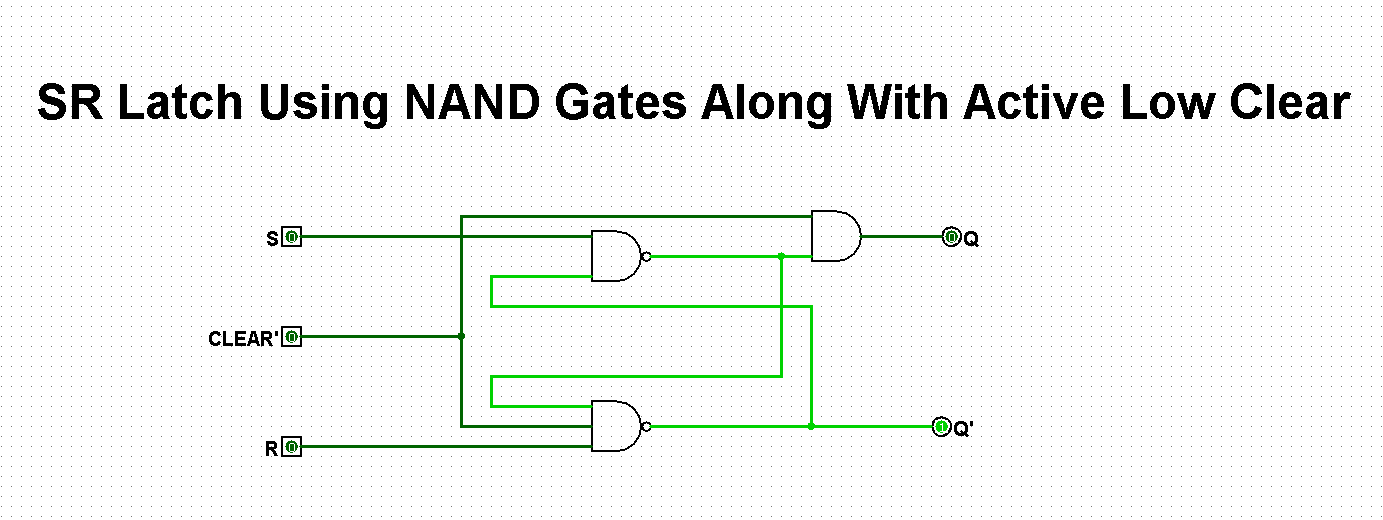 SR Latch Using NAND Gates Along With Active Low Clear
S 0
0 Q
CLEAR' 0
R 0
1 Q'